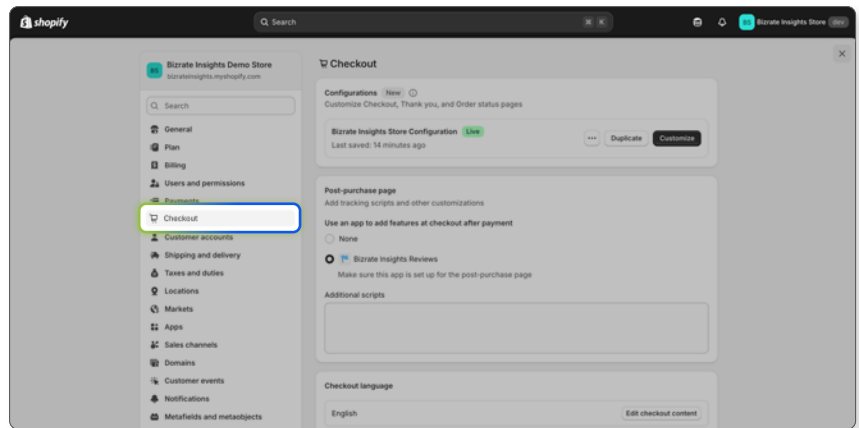 shopify
Search
⌘ K
BS Bizrate Insights Store dev
BS Bizrate Insights Demo Store
bizrateinsights.myshopify.com
Search
General
Plan
Billing
Users and permissions
Payments
Checkout
Customer accounts
Shipping and delivery
Taxes and duties
Locations
Markets
Apps
Sales channels
Domains
Customer events
Notifications
Metafields and metaobjects
Checkout
Configurations New
Customize Checkout, Thank you, and Order status pages
Bizrate Insights Store Configuration Live
Last saved: 14 minutes ago
Duplicate
Customize
Post-purchase page
Add tracking scripts and other customizations
Use an app to add features at checkout after payment
None
Bizrate Insights Reviews
Make sure this app is set up for the post-purchase page
Additional scripts
Checkout language
English
Edit checkout content